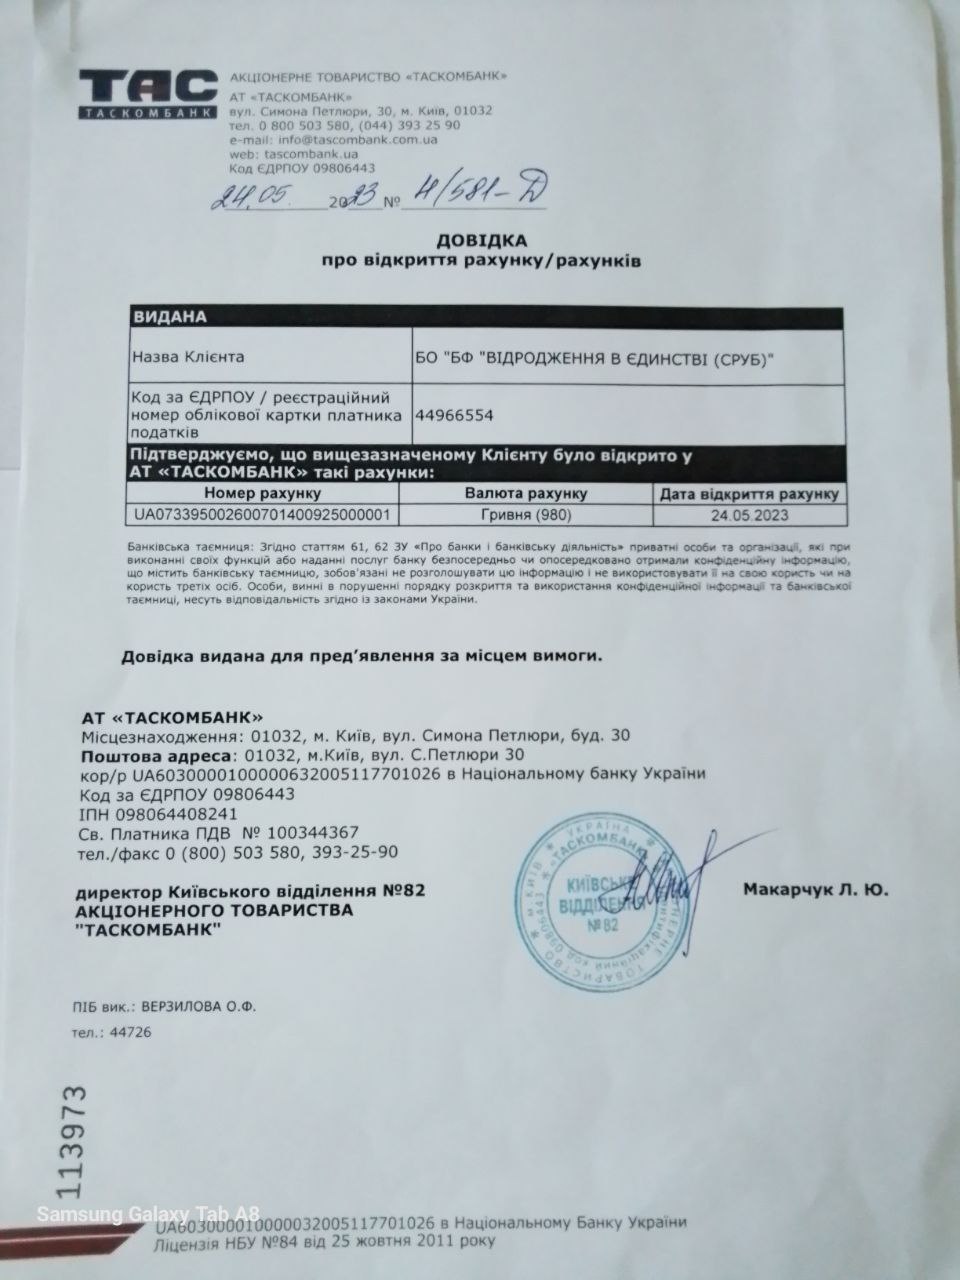 ТАС
ТАСКОМБАНК
АКЦІОНЕРНЕ ТОВАРИСТВО «ТАСКОМБАНК»
АТ «ТАСКОМБАНК»
вул. Симона Петлюри, 30, м. Київ, 01032
тел. 0 800 503 580, (044) 393 25 90
e-mail: info@tascombank.com.ua
web: tascombank.ua
Код ЄДРПОУ 09806443
24.05. 2023 № 4/581-Д
ДОВІДКА
про відкриття рахунку/рахунків
ВИДАНА
Назва Клієнта БО "БФ "ВІДРОДЖЕННЯ В ЄДИНСТВІ (СРУБ)"
Код за ЄДРПОУ / реєстраційний
номер облікової картки платника 44966554
податків
Підтверджуємо, що вищезазначеному Клієнту було відкрито у
АТ «ТАСКОМБАНК» такі рахунки:
Номер рахунку Валюта рахунку Дата відкриття рахунку
UA073395002600701400925000001 Гривня (980) 24.05.2023
Банківська таємниця: Згідно статтям 61, 62 ЗУ «Про банки і банківську діяльність» приватні особи та організації, які при
виконанні своїх функцій або наданні послуг банку безпосередньо чи опосередковано отримали конфіденційну інформацію,
що містить банківську таємницю, зобов'язані не розголошувати цю інформацію і не використовувати її на свою користь чи на
користь третіх осіб. Особи, винні в порушенні порядку розкриття та використання конфіденційної інформації та банківської
таємниці, несуть відповідальність згідно із законами України.
Довідка видана для пред’явлення за місцем вимоги.
АТ «ТАСКОМБАНК»
Місцезнаходження: 01032, м. Київ, вул. Симона Петлюри, буд. 30
Поштова адреса: 01032, м.Київ, вул. С.Петлюри 30
кор/р UA6030000100000632005117701026 в Національному банку України
Код за ЄДРПОУ 09806443
ІПН 098064408241
Св. Платника ПДВ № 100344367
тел./факс 0 (800) 503 580, 393-25-90
директор Київського відділення №82
АКЦІОНЕРНОГО ТОВАРИСТВА
"ТАСКОМБАНК"
УКРАЇНА * м.КИЇВ * АКЦІОНЕРНЕ ТОВАРИСТВО
«ТАСКОМБАНК» * ідентифікаційний код 09806443
КИЇВСЬКЕ
ВІДДІЛЕННЯ
№82
Макарчук Л. Ю.
ПІБ вик.: ВЕРЗИЛОВА О.Ф.
тел.: 44726
113973
Samsung Galaxy Tab A8
UA603000010000032005117701026 в Національному Банку України
Ліцензія НБУ №84 від 25 жовтня 2011 року